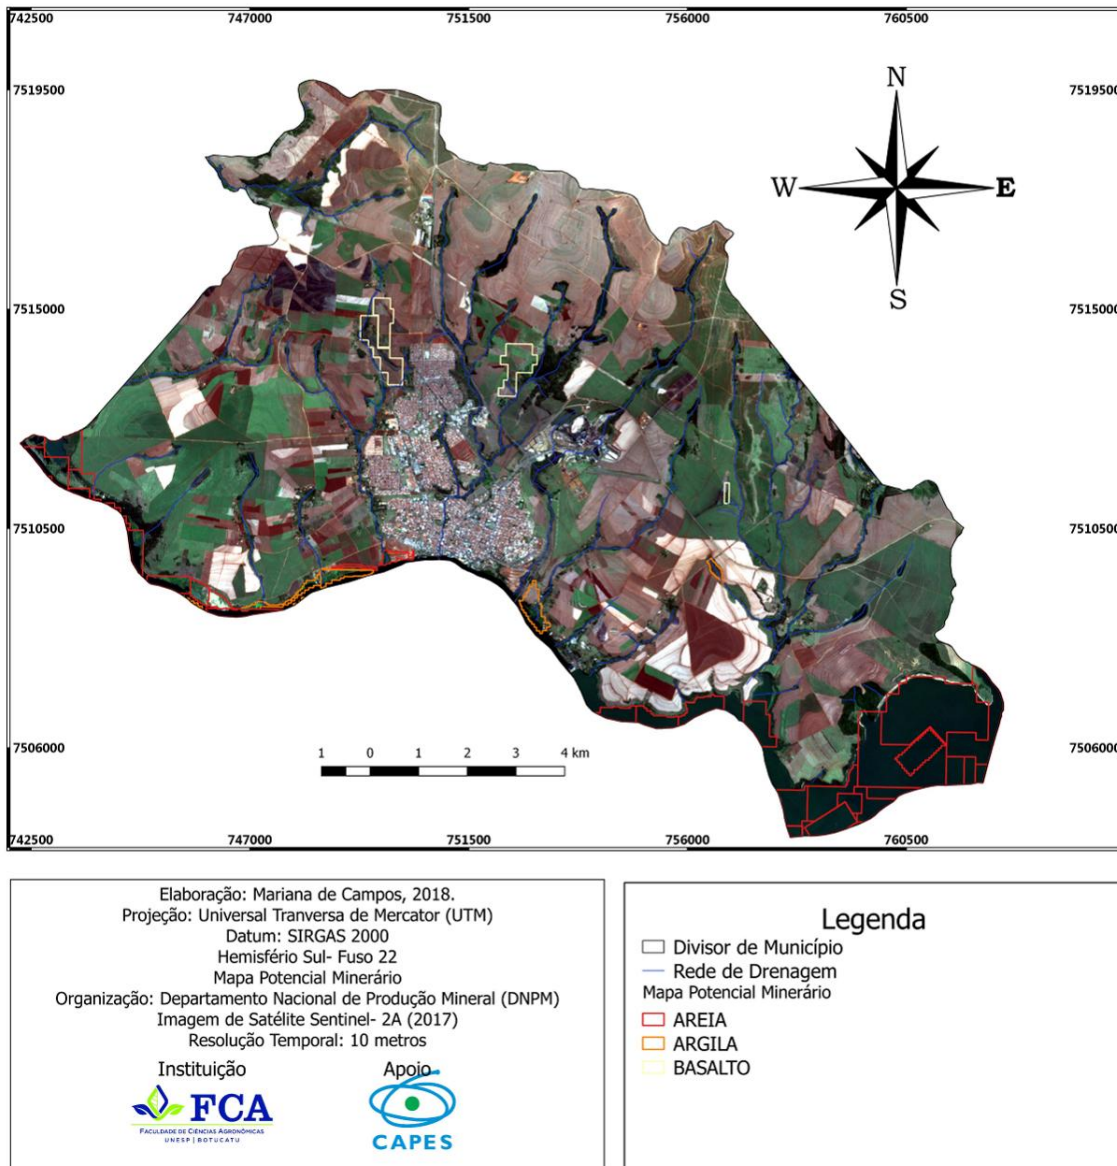 742500 747000 751500 756000 760500
7519500 7519500
N
W E
S
7515000 7515000
7510500 7510500
7506000 7506000
1 0 1 2 3 4 km
742500 747000 751500 756000 760500
Elaboração: Mariana de Campos, 2018.
Projeção: Universal Tranversa de Mercator (UTM)
Datum: SIRGAS 2000
Hemisfério Sul- Fuso 22
Mapa Potencial Minerário
Organização: Departamento Nacional de Produção Mineral (DNPM)
Imagem de Satélite Sentinel- 2A (2017)
Resolução Temporal: 10 metros
Instituição
Apoio
FCA
FACULDADE DE CIÊNCIAS AGRONÔMICAS
UNESP | BOTUCATU
CAPES
Legenda
Divisor de Município
Rede de Drenagem
Mapa Potencial Minerário
AREIA
ARGILA
BASALTO